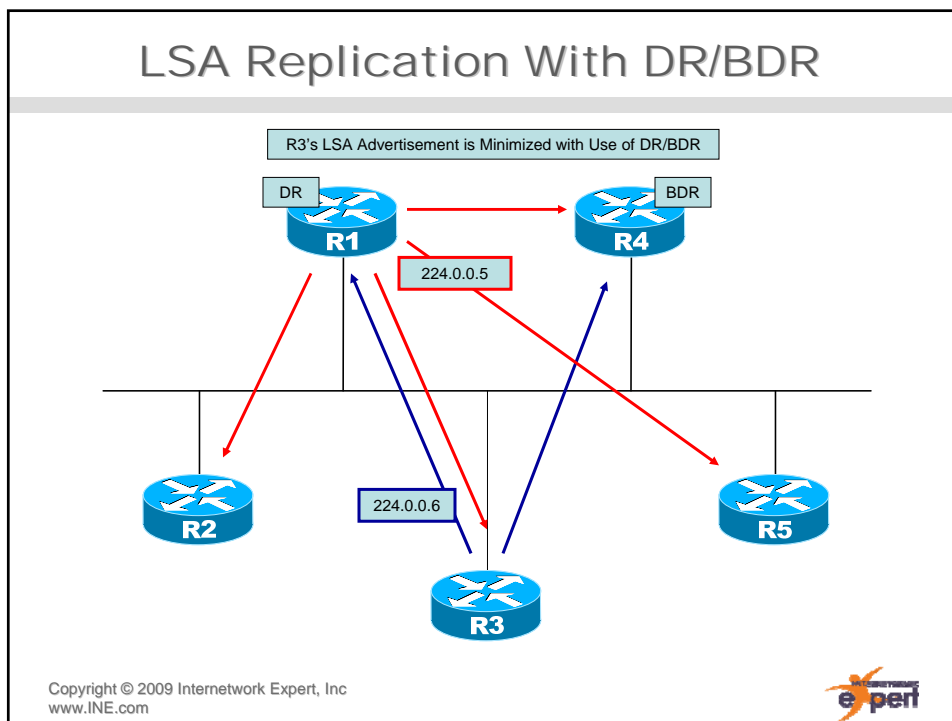 LSA Replication With DR/BDR
R3's LSA Advertisement is Minimized with Use of DR/BDR
DR
BDR
R1
R4
224.0.0.5
R2
224.0.0.6
R5
R3
Copyright © 2009 Internetwork Expert, Inc
www.INE.com
INTERNETWORK
expert